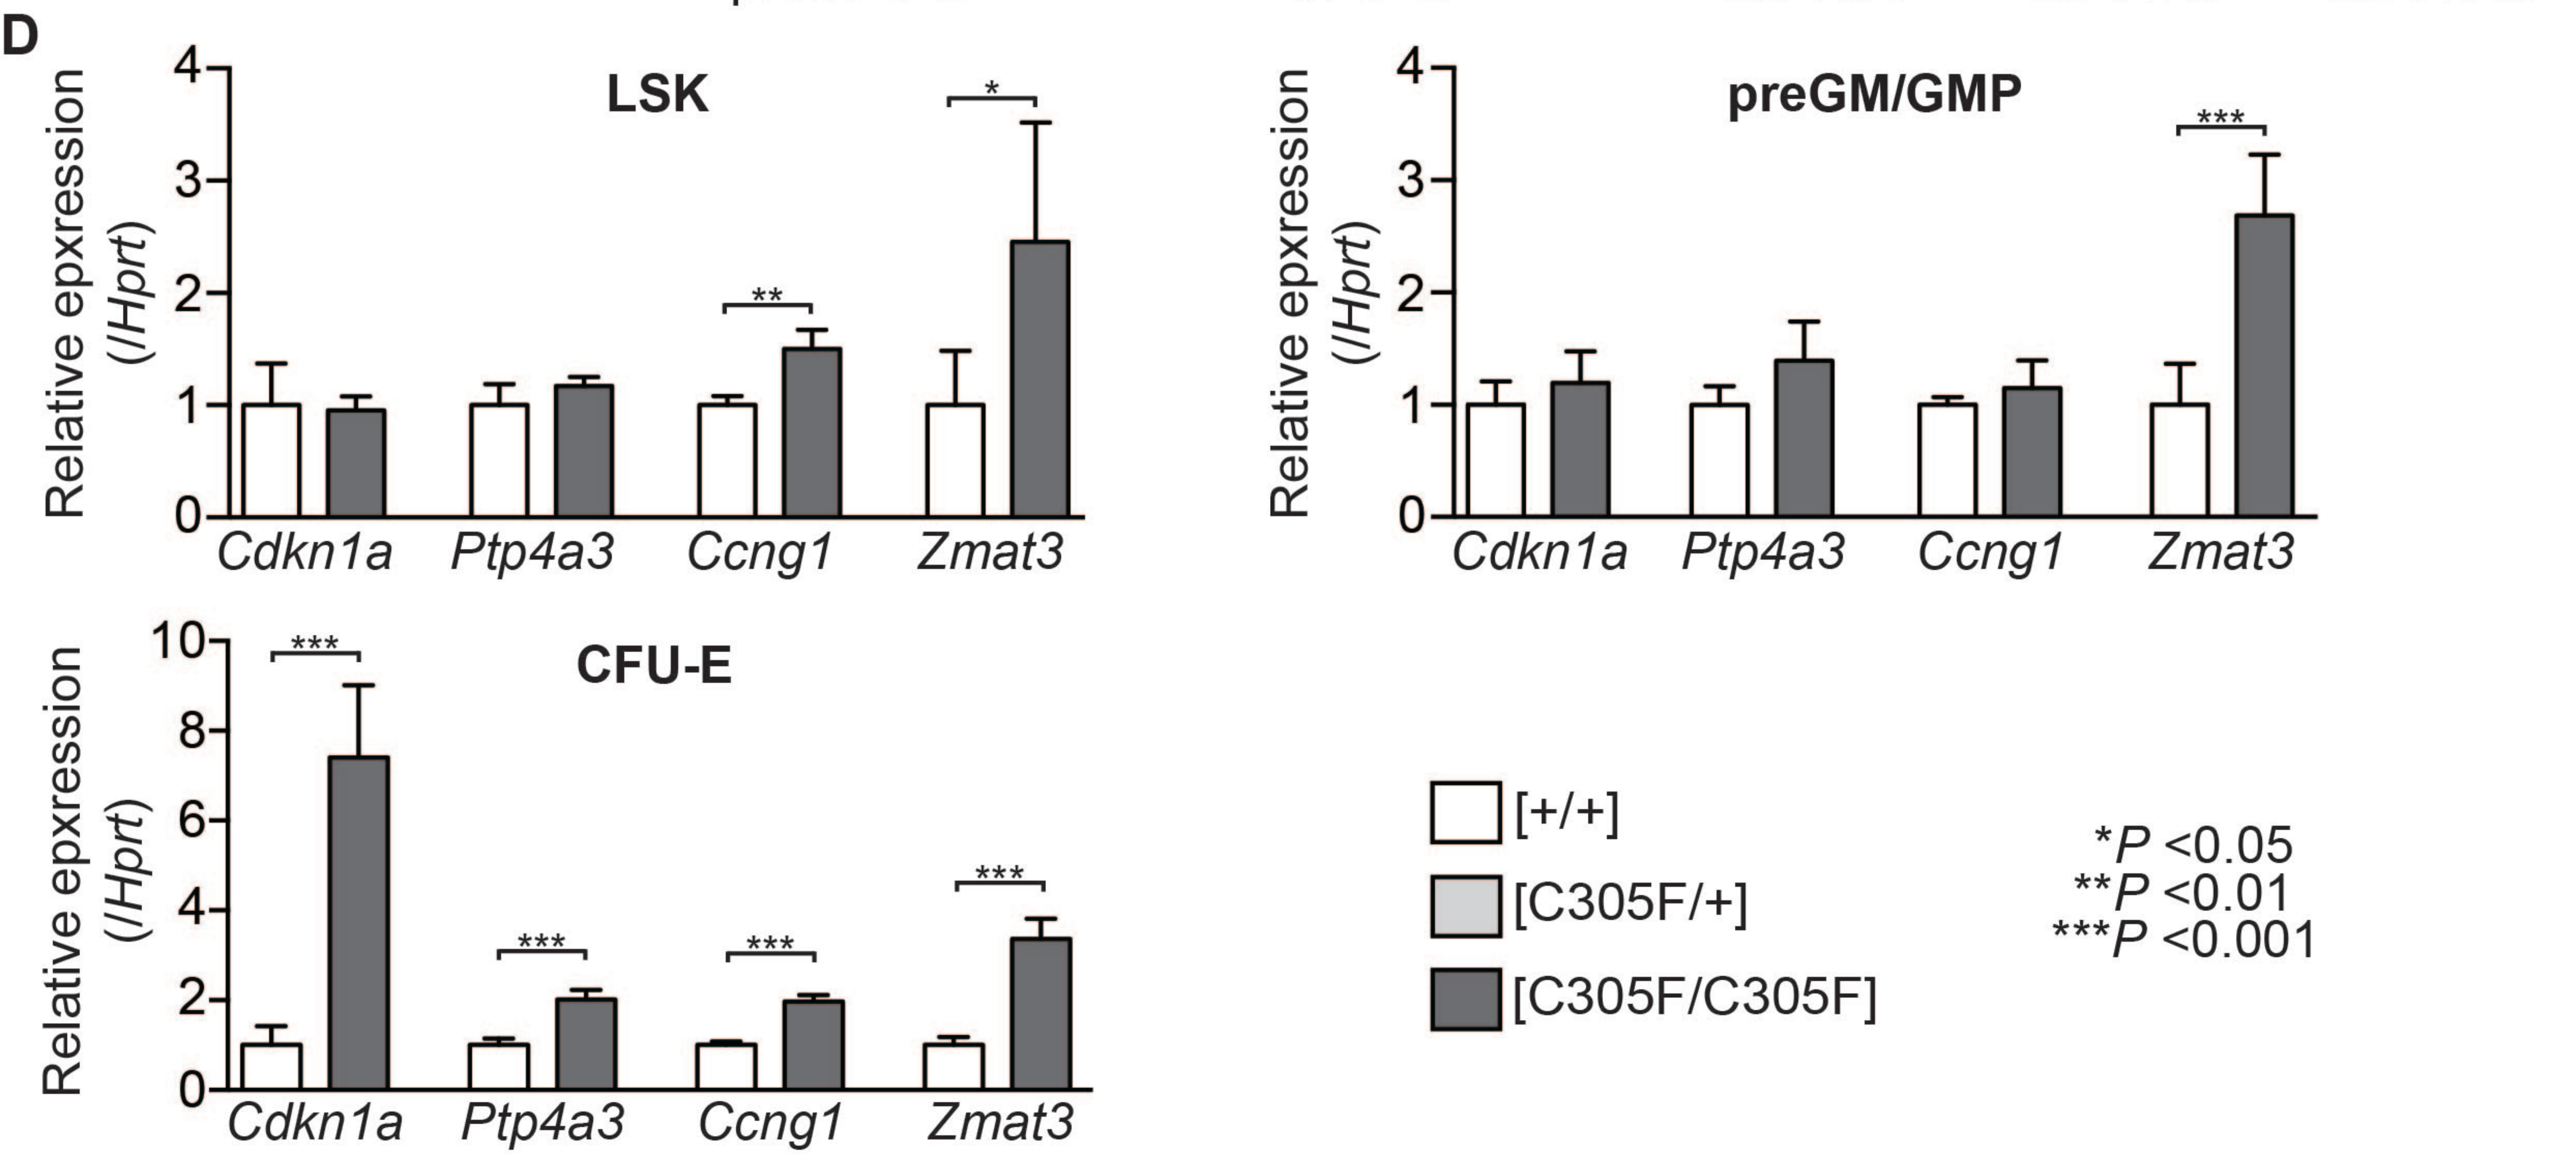 D
LSK
Relative epxression
(/Hprt)
4
3
2
1
0
*
**
Cdkn1a Ptp4a3 Ccng1 Zmat3
preGM/GMP
Relative epxression
(/Hprt)
4
3
2
1
0
***
Cdkn1a Ptp4a3 Ccng1 Zmat3
CFU-E
Relative epxression
(/Hprt)
10
8
6
4
2
0
***
***
***
***
Cdkn1a Ptp4a3 Ccng1 Zmat3
[+/+]
[C305F/+]
[C305F/C305F]
*P <0.05
**P <0.01
***P <0.001